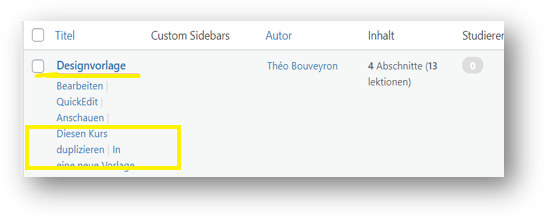 Titel Custom Sidebars Autor Inhalt Studieren
Designvorlage Théo Bouveyron 4 Abschnitte (13 0
lektionen)
Bearbeiten |
QuickEdit |
Anschauen |
Diesen Kurs
duplizieren | In
eine neue Vorlage